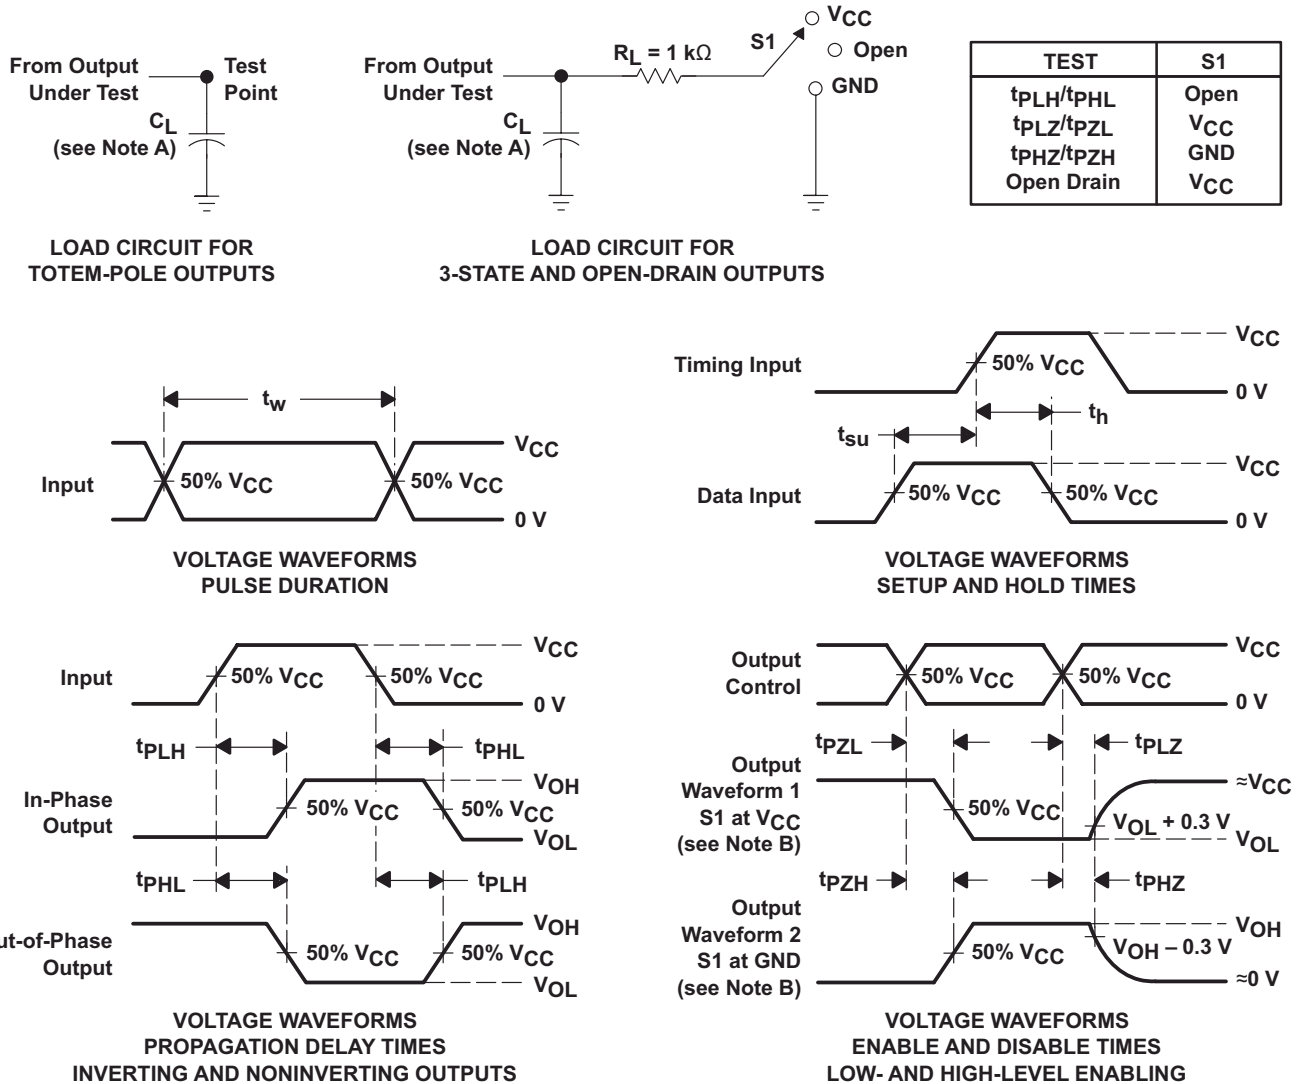 From Output
Under Test
Test
Point
CL
(see Note A)
LOAD CIRCUIT FOR
TOTEM-POLE OUTPUTS
From Output
Under Test
RL = 1 kΩ
S1
VCC
Open
GND
CL
(see Note A)
LOAD CIRCUIT FOR
3-STATE AND OPEN-DRAIN OUTPUTS
TEST S1
tPLH/tPHL Open
tPLZ/tPZL VCC
tPHZ/tPZH GND
Open Drain VCC
tw
Input
50% VCC
50% VCC
VCC
0 V
VOLTAGE WAVEFORMS
PULSE DURATION
Timing Input
50% VCC
VCC
0 V
th
tsu
Data Input
50% VCC
50% VCC
VCC
0 V
VOLTAGE WAVEFORMS
SETUP AND HOLD TIMES
Input
50% VCC
50% VCC
VCC
0 V
tPLH
tPHL
In-Phase
Output
50% VCC
50% VCC
VOH
VOL
tPHL
tPLH
ut-of-Phase
Output
50% VCC
50% VCC
VOH
VOL
VOLTAGE WAVEFORMS
PROPAGATION DELAY TIMES
INVERTING AND NONINVERTING OUTPUTS
Output
Control
50% VCC
50% VCC
VCC
0 V
tPZL
tPLZ
Output
Waveform 1
S1 at VCC
(see Note B)
50% VCC
≈VCC
VOL + 0.3 V
VOL
tPZH
tPHZ
Output
Waveform 2
S1 at GND
(see Note B)
50% VCC
VOH
VOH – 0.3 V
≈0 V
VOLTAGE WAVEFORMS
ENABLE AND DISABLE TIMES
LOW- AND HIGH-LEVEL ENABLING